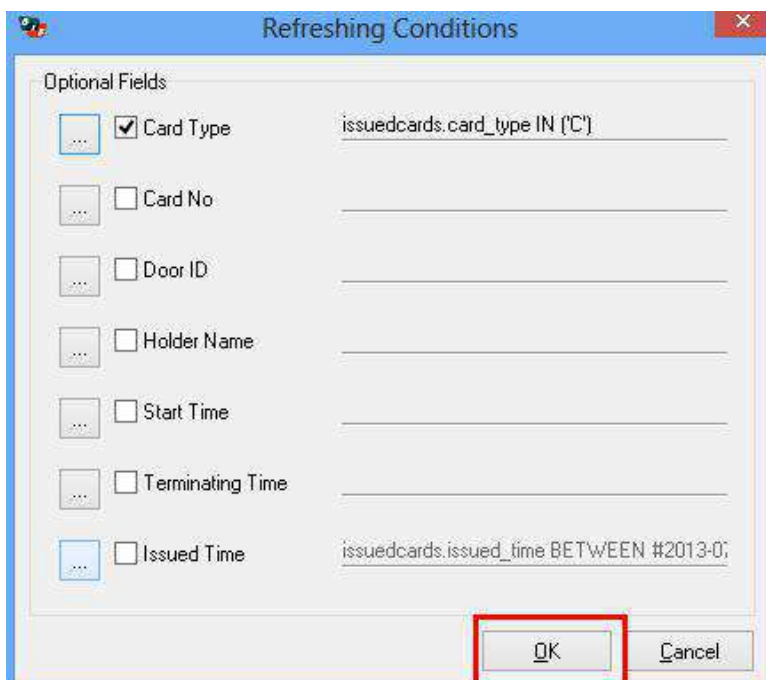 Refreshing Conditions
Optional Fields
... Card Type issuedcards.card_type IN ('C')
... Card No
... Door ID
... Holder Name
... Start Time
... Terminating Time
... Issued Time issuedcards.issued_time BETWEEN #2013-07
OK Cancel